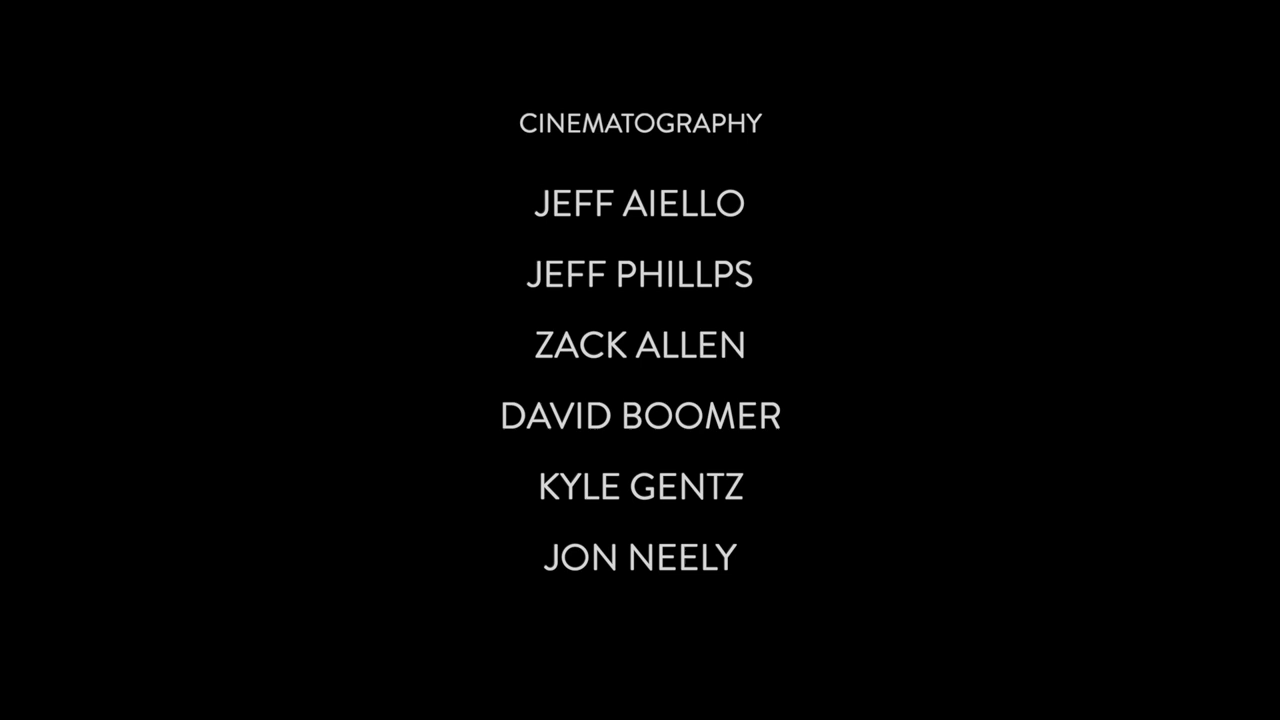 CINEMATOGRAPHY
JEFF AIELLO
JEFF PHILLPS
ZACK ALLEN
DAVID BOOMER
KYLE GENTZ
JON NEELY